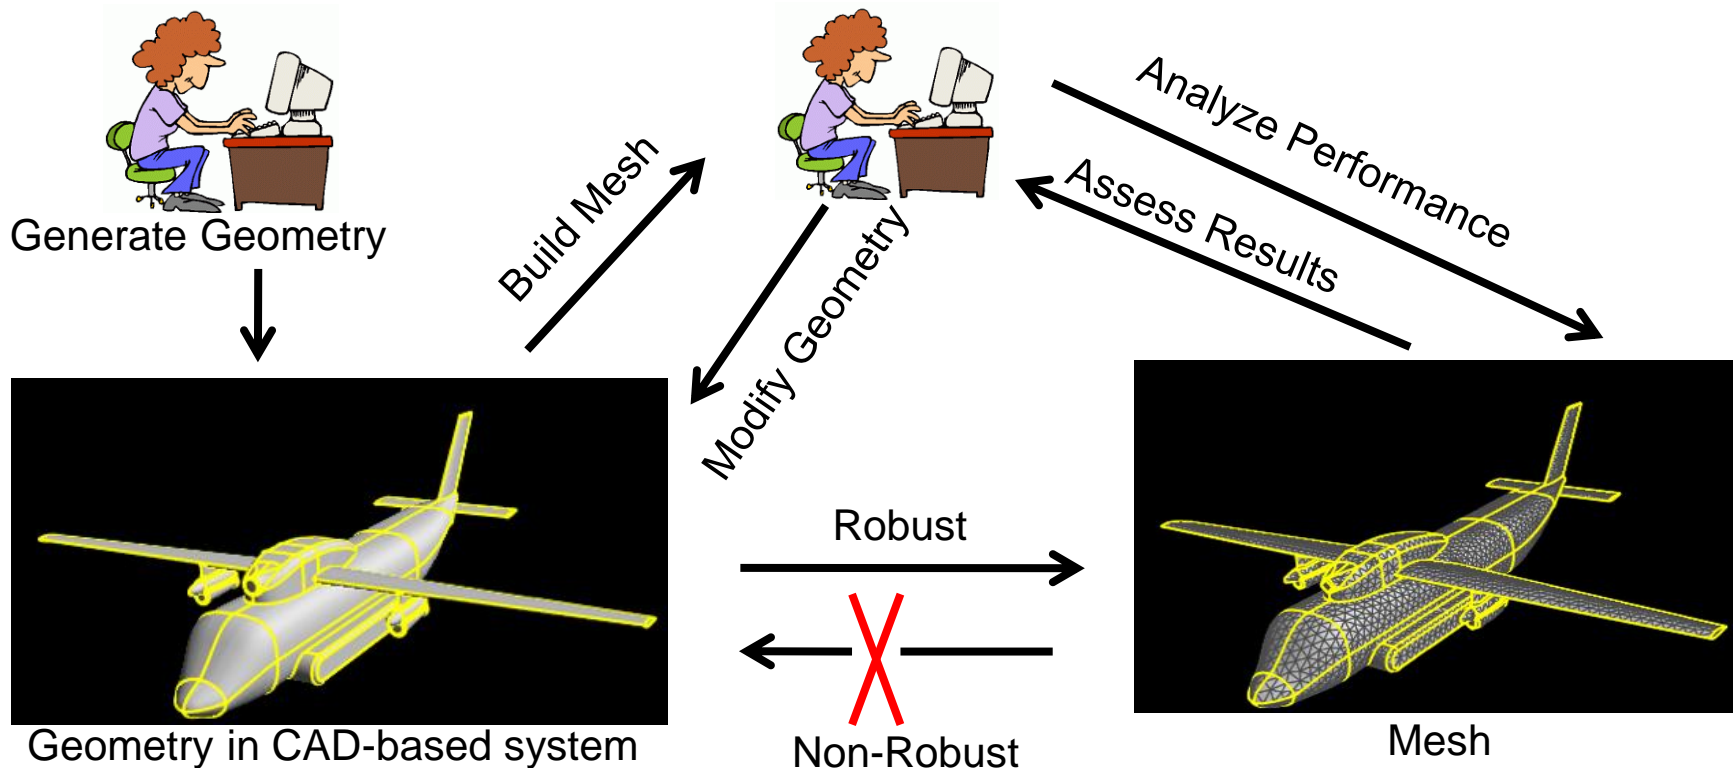 Generate Geometry
Build Mesh
Modify Geometry
Analyze Performance
Assess Results
Robust
Non-Robust
Geometry in CAD-based system
Mesh